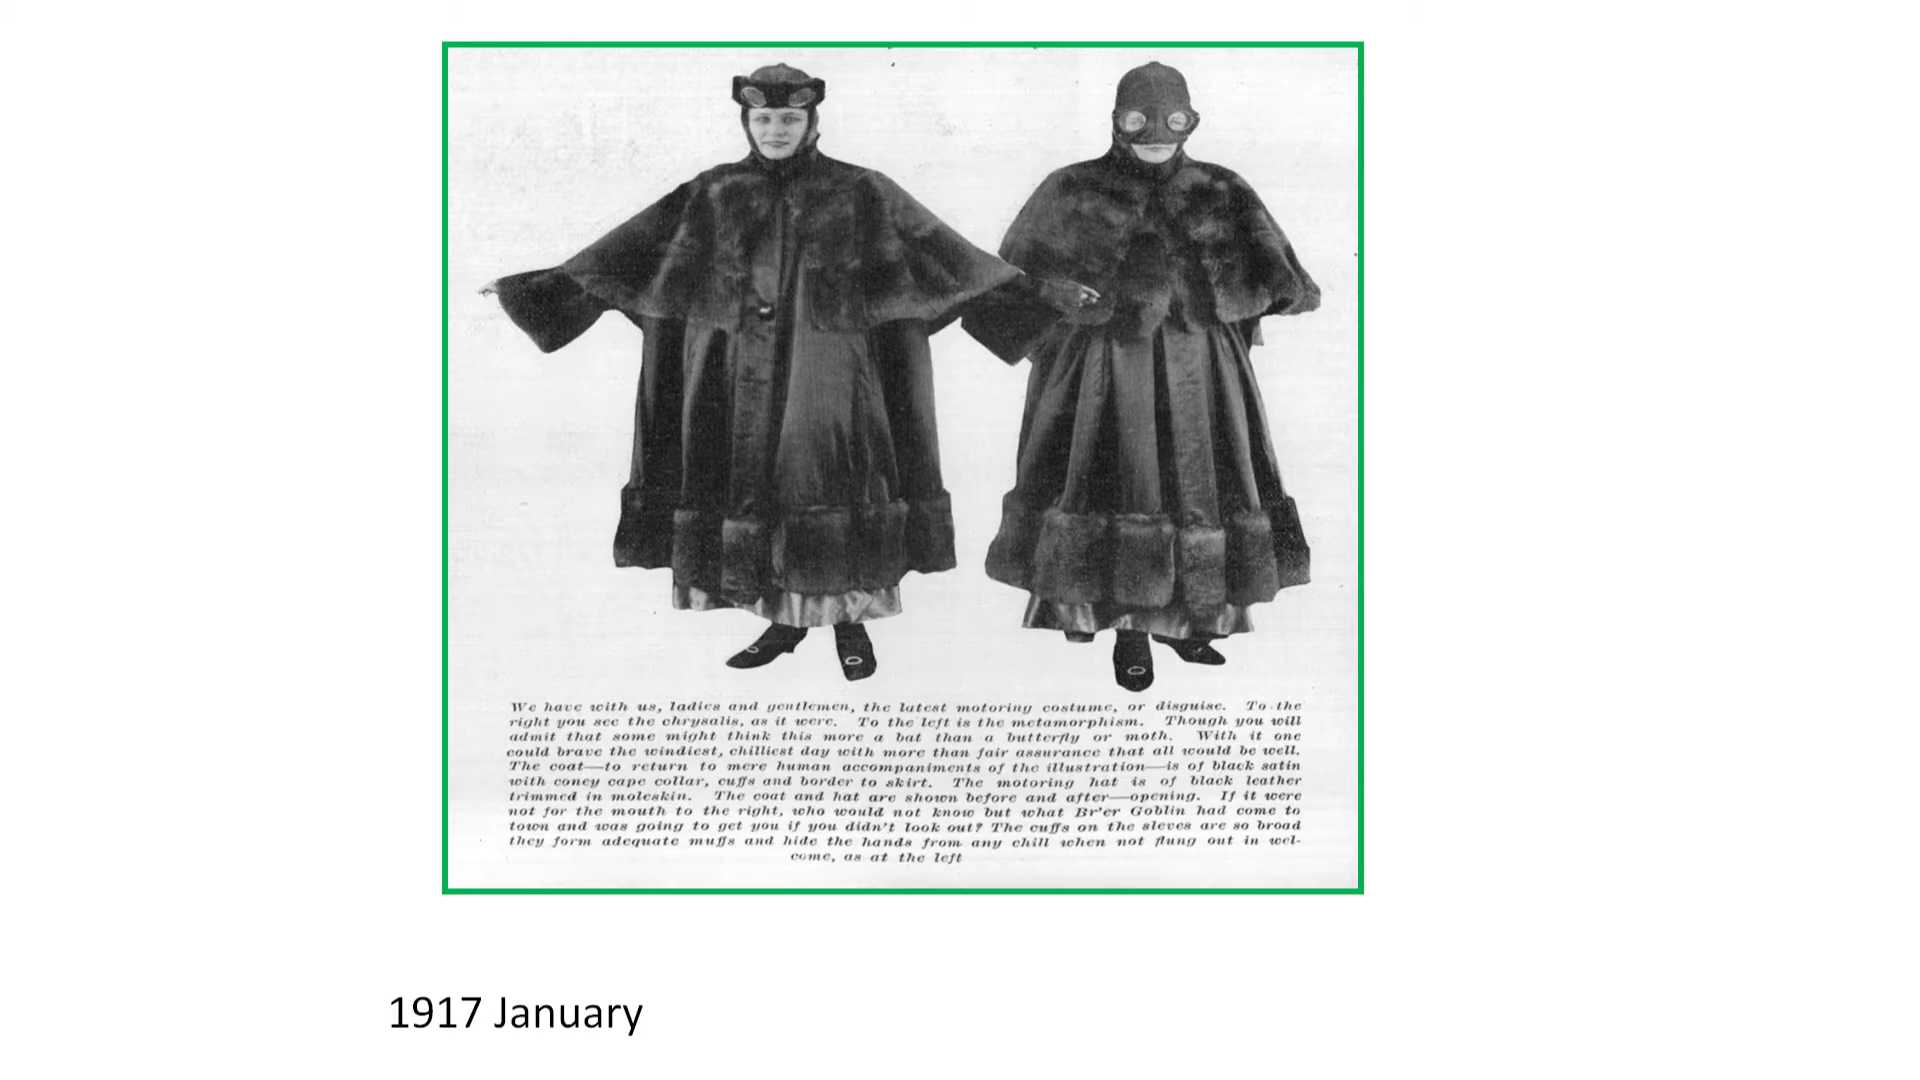 We have with us, ladies and gentlemen, the latest motoring costume, or disguise. To the
right you see the chrysalis, as it were. To the left is the metamorphism. Though you will
admit that some might think this more a bat than a butterfly or moth. With it one
could brave the windiest, chilliest day with more than fair assurance that all would be well.
The coat—to return to mere human accompaniments of the illustration—is of black satin
with coney cape collar, cuffs and border to skirt. The motoring hat is of black leather
trimmed in moleskin. The coat and hat are shown before and after—opening. If it were
not for the mouth to the right, who would not know but what Br'er Goblin had come to
town and was going to get you if you didn't look out? The cuffs on the sleves are so broad
they form adequate muffs and hide the hands from any chill when not flung out in wel-
come, as at the left
1917 January